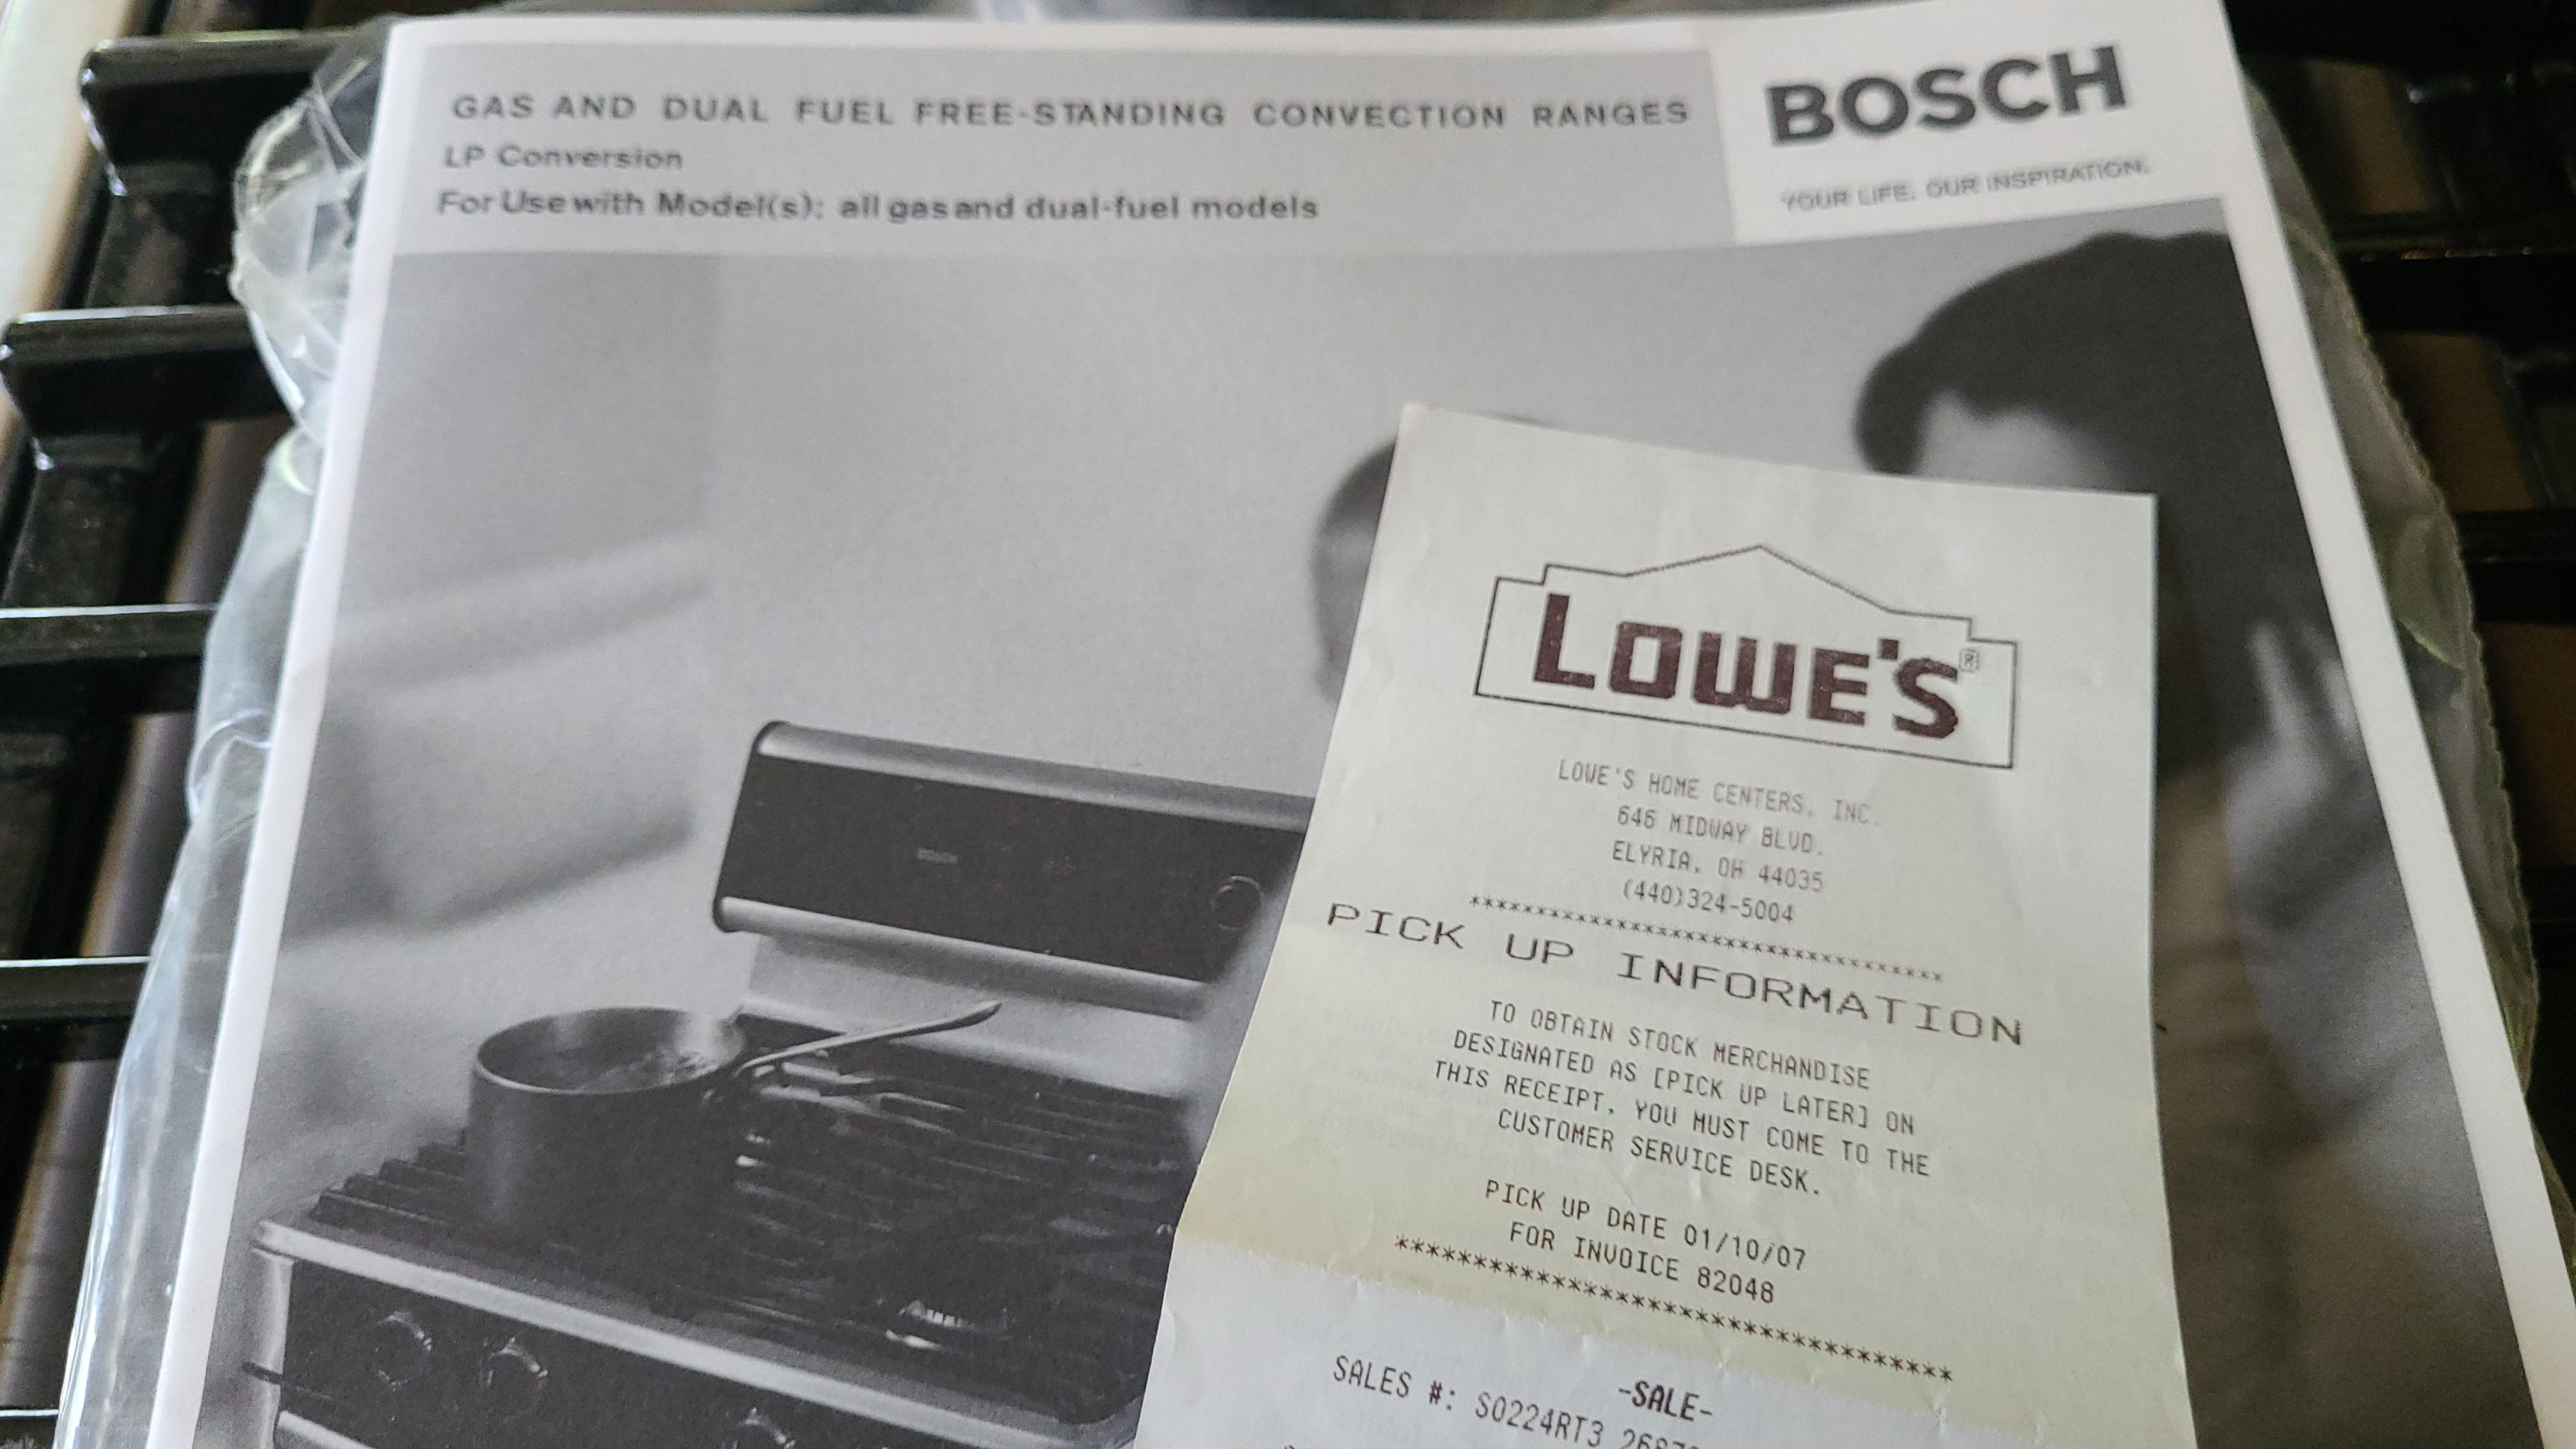 GAS AND DUAL FUEL FREE-STANDING CONVECTION RANGES
LP Conversion
For Use with Model(s): all gas and dual-fuel models
BOSCH
YOUR LIFE. OUR INSPIRATION.
BOSCH
LOWE'S®
LOWE'S HOME CENTERS, INC.
646 MIDWAY BLVD.
ELYRIA, OH 44035
(440)324-5004
************************************
PICK UP INFORMATION
TO OBTAIN STOCK MERCHANDISE
DESIGNATED AS [PICK UP LATER] ON
THIS RECEIPT, YOU MUST COME TO THE
CUSTOMER SERVICE DESK.
PICK UP DATE 01/10/07
FOR INVOICE 82048
************************************
-SALE-
SALES #: S0224RT3